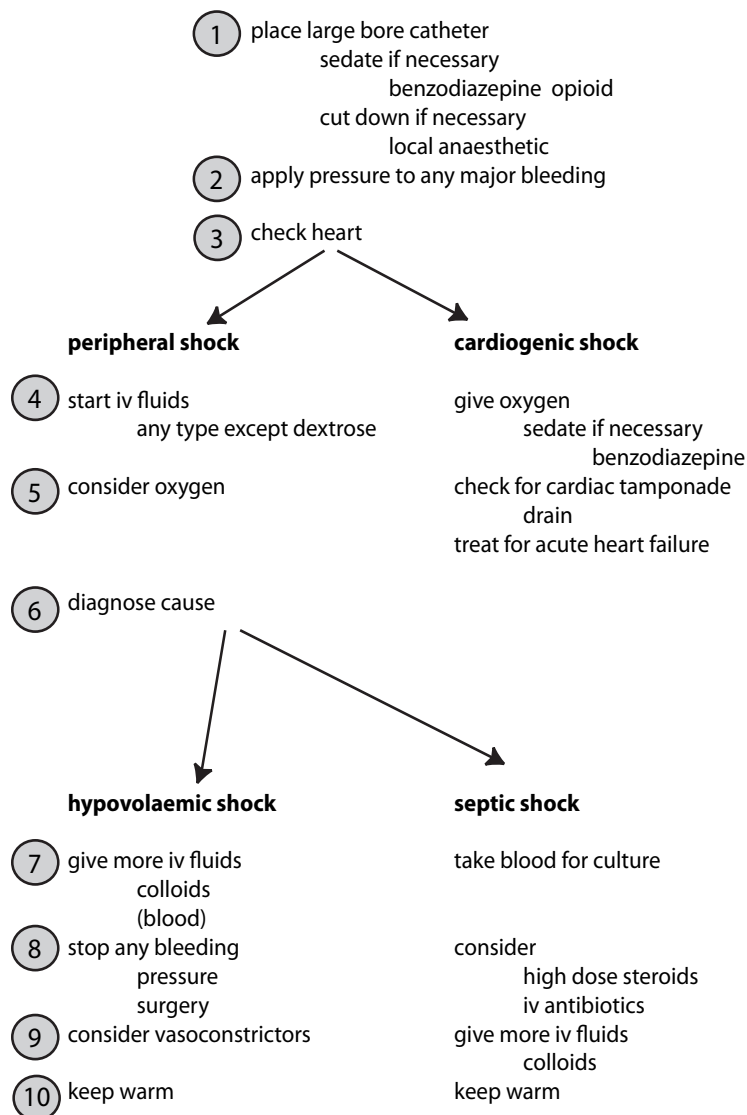 1 place large bore catheter
sedate if necessary
benzodiazepine opioid
cut down if necessary
local anaesthetic
2 apply pressure to any major bleeding
3 check heart
peripheral shock
4 start iv fluids
any type except dextrose
5 consider oxygen
cardiogenic shock
give oxygen
sedate if necessary
benzodiazepine
check for cardiac tamponade
drain
treat for acute heart failure
6 diagnose cause
hypovolaemic shock
7 give more iv fluids
colloids
(blood)
8 stop any bleeding
pressure
surgery
9 consider vasoconstrictors
10 keep warm
septic shock
take blood for culture
consider
high dose steroids
iv antibiotics
give more iv fluids
colloids
keep warm